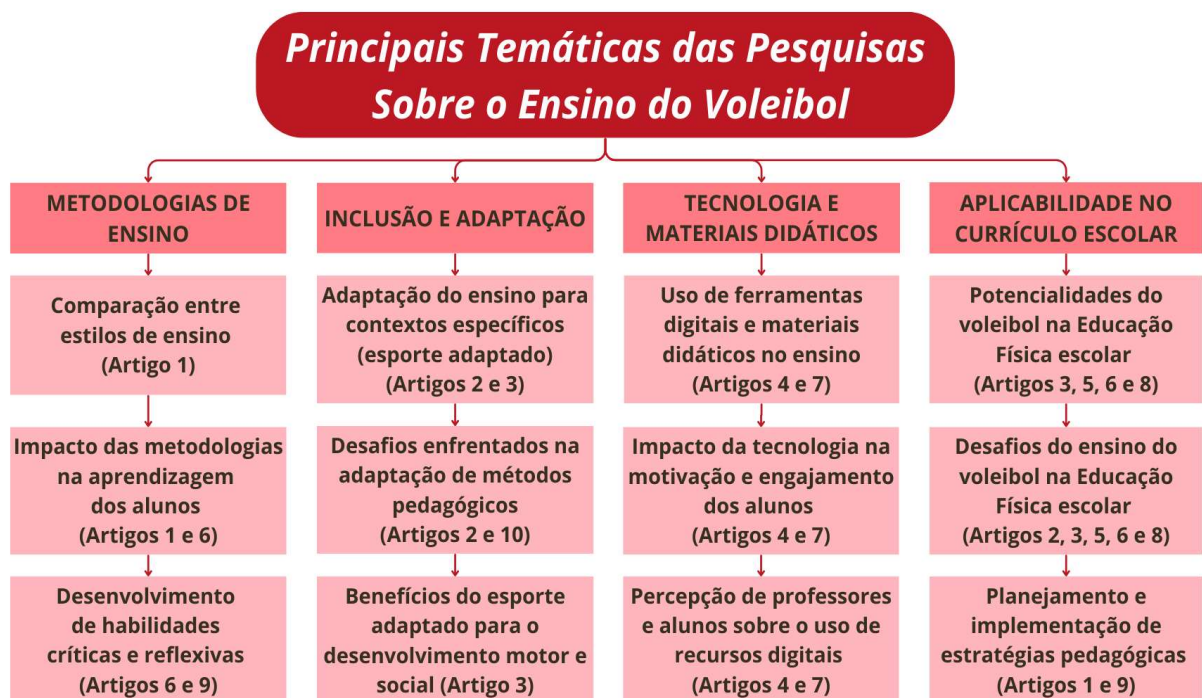 Principais Temáticas das Pesquisas
Sobre o Ensino do Voleibol
METODOLOGIAS DE
ENSINO
Comparação entre
estilos de ensino
(Artigo 1)
Impacto das metodologias
na aprendizagem
dos alunos
(Artigos 1 e 6)
Desenvolvimento
de habilidades
críticas e reflexivas
(Artigos 6 e 9)
INCLUSÃO E ADAPTAÇÃO
Adaptação do ensino para
contextos específicos
(esporte adaptado)
(Artigos 2 e 3)
Desafios enfrentados na
adaptação de métodos
pedagógicos
(Artigos 2 e 10)
Benefícios do esporte
adaptado para o
desenvolvimento motor e
social (Artigo 3)
TECNOLOGIA E
MATERIAIS DIDÁTICOS
Uso de ferramentas
digitais e materiais
didáticos no ensino
(Artigos 4 e 7)
Impacto da tecnologia na
motivação e engajamento
dos alunos
(Artigos 4 e 7)
Percepção de professores
e alunos sobre o uso de
recursos digitais
(Artigos 4 e 7)
APLICABILIDADE NO
CURRÍCULO ESCOLAR
Potencialidades do
voleibol na Educação
Física escolar
(Artigos 3, 5, 6 e 8)
Desafios do ensino do
voleibol na Educação
Física escolar
(Artigos 2, 3, 5, 6 e 8)
Planejamento e
implementação de
estratégias pedagógicas
(Artigos 1 e 9)